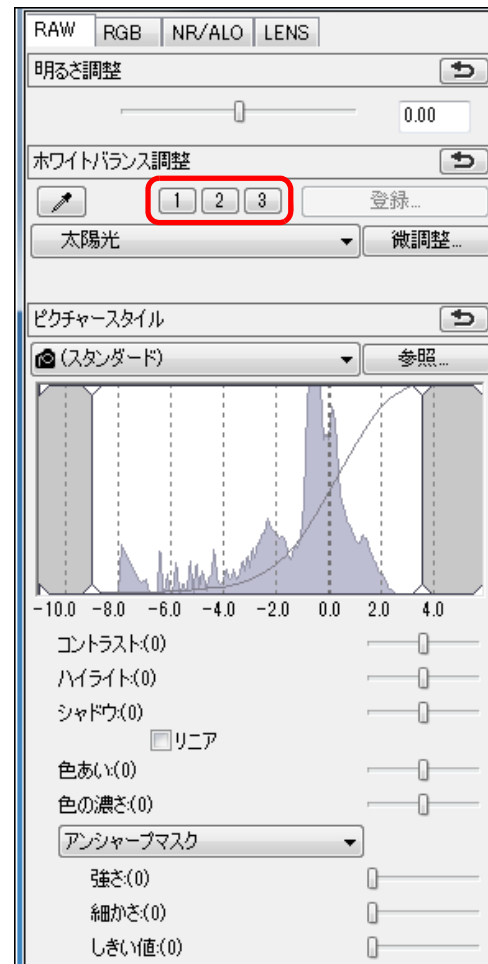 RAW RGB NR/ALO LENS
明るさ調整
0.00
ホワイトバランス調整
1 2 3 登録...
太陽光 微調整...
ピクチャースタイル
(スタンダード) 参照...
-10.0 -8.0 -6.0 -4.0 -2.0 0.0 2.0 4.0
コントラスト:(0)
ハイライト:(0)
シャドウ:(0)
リニア
色あい:(0)
色の濃さ:(0)
アンシャープマスク
強さ:(0)
細かさ:(0)
しきい値:(0)